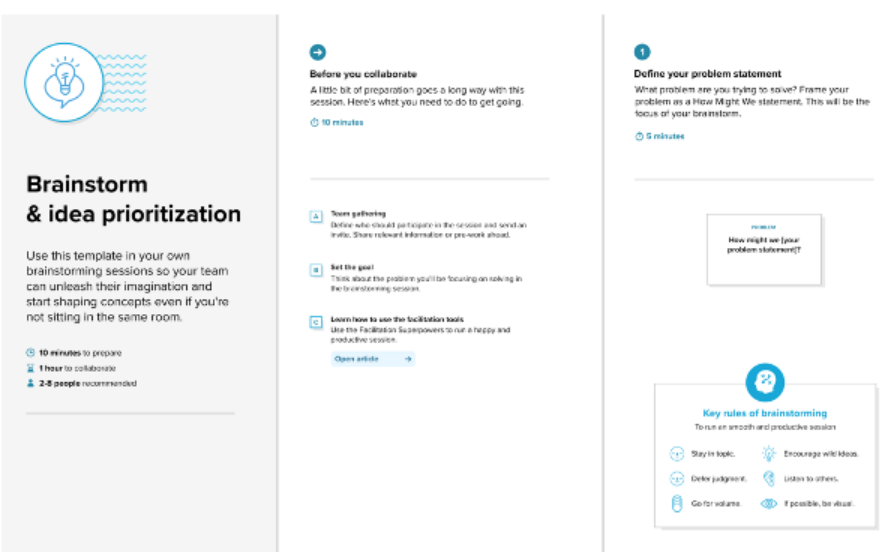 Brainstorm
& idea prioritization
Use this template in your own
brainstorming sessions so your team
can unleash their imagination and
start shaping concepts even if you're
not sitting in the same room.
10 minutes to prepare
1 hour to collaborate
2-8 people recommended
Before you collaborate
A little bit of preparation goes a long way with this
session. Here's what you need to do to get going.
10 minutes
A
Team gathering
Define who should participate in the session and send an
invite. Share relevant information or pre-work ahead.
B
Set the goal
Think about the problem you'll be focusing on solving in
the brainstorming session.
C
Learn how to use the facilitation tools
Use the Facilitation Superpowers to run a happy and
productive session.
Open article
1
Define your problem statement
What problem are you trying to solve? Frame your
problem as a How Might We statement. This will be the
focus of your brainstorm.
5 minutes
PROBLEM
How might we [your
problem statement]?
Key rules of brainstorming
To run an smooth and productive session
Stay in topic.
Encourage wild ideas.
Defer judgment.
Listen to others.
Go for volume.
If possible, be visual.